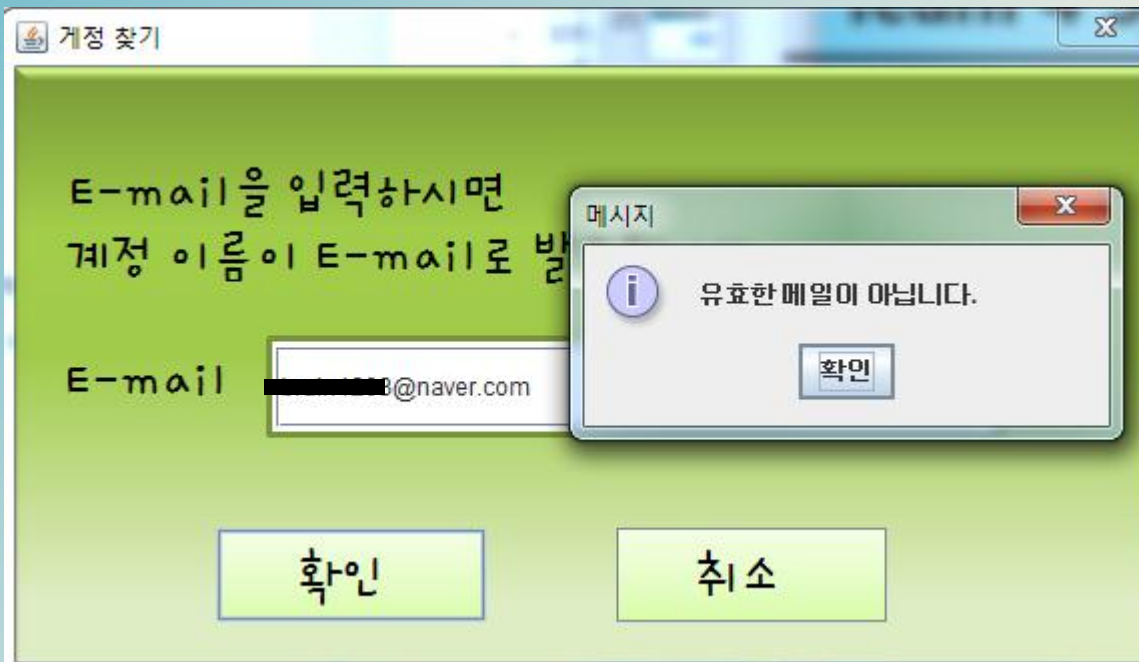 계정 찾기
E-mail을 입력하시면
계정 이름이 E-mail로
메시지
유효한 메일이 아닙니다.
확인
E-mail
@naver.com
확인
취소